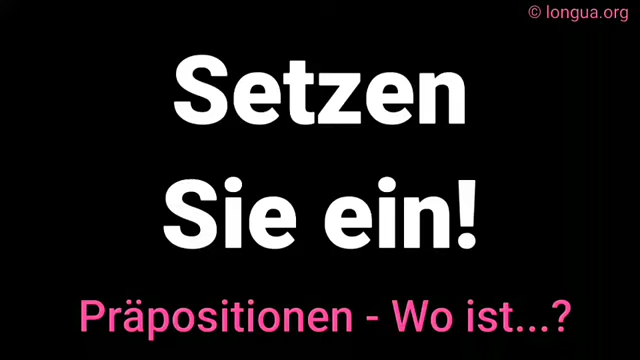 © longua.org
Setzen
Sie ein!
Präpositionen - Wo ist...?